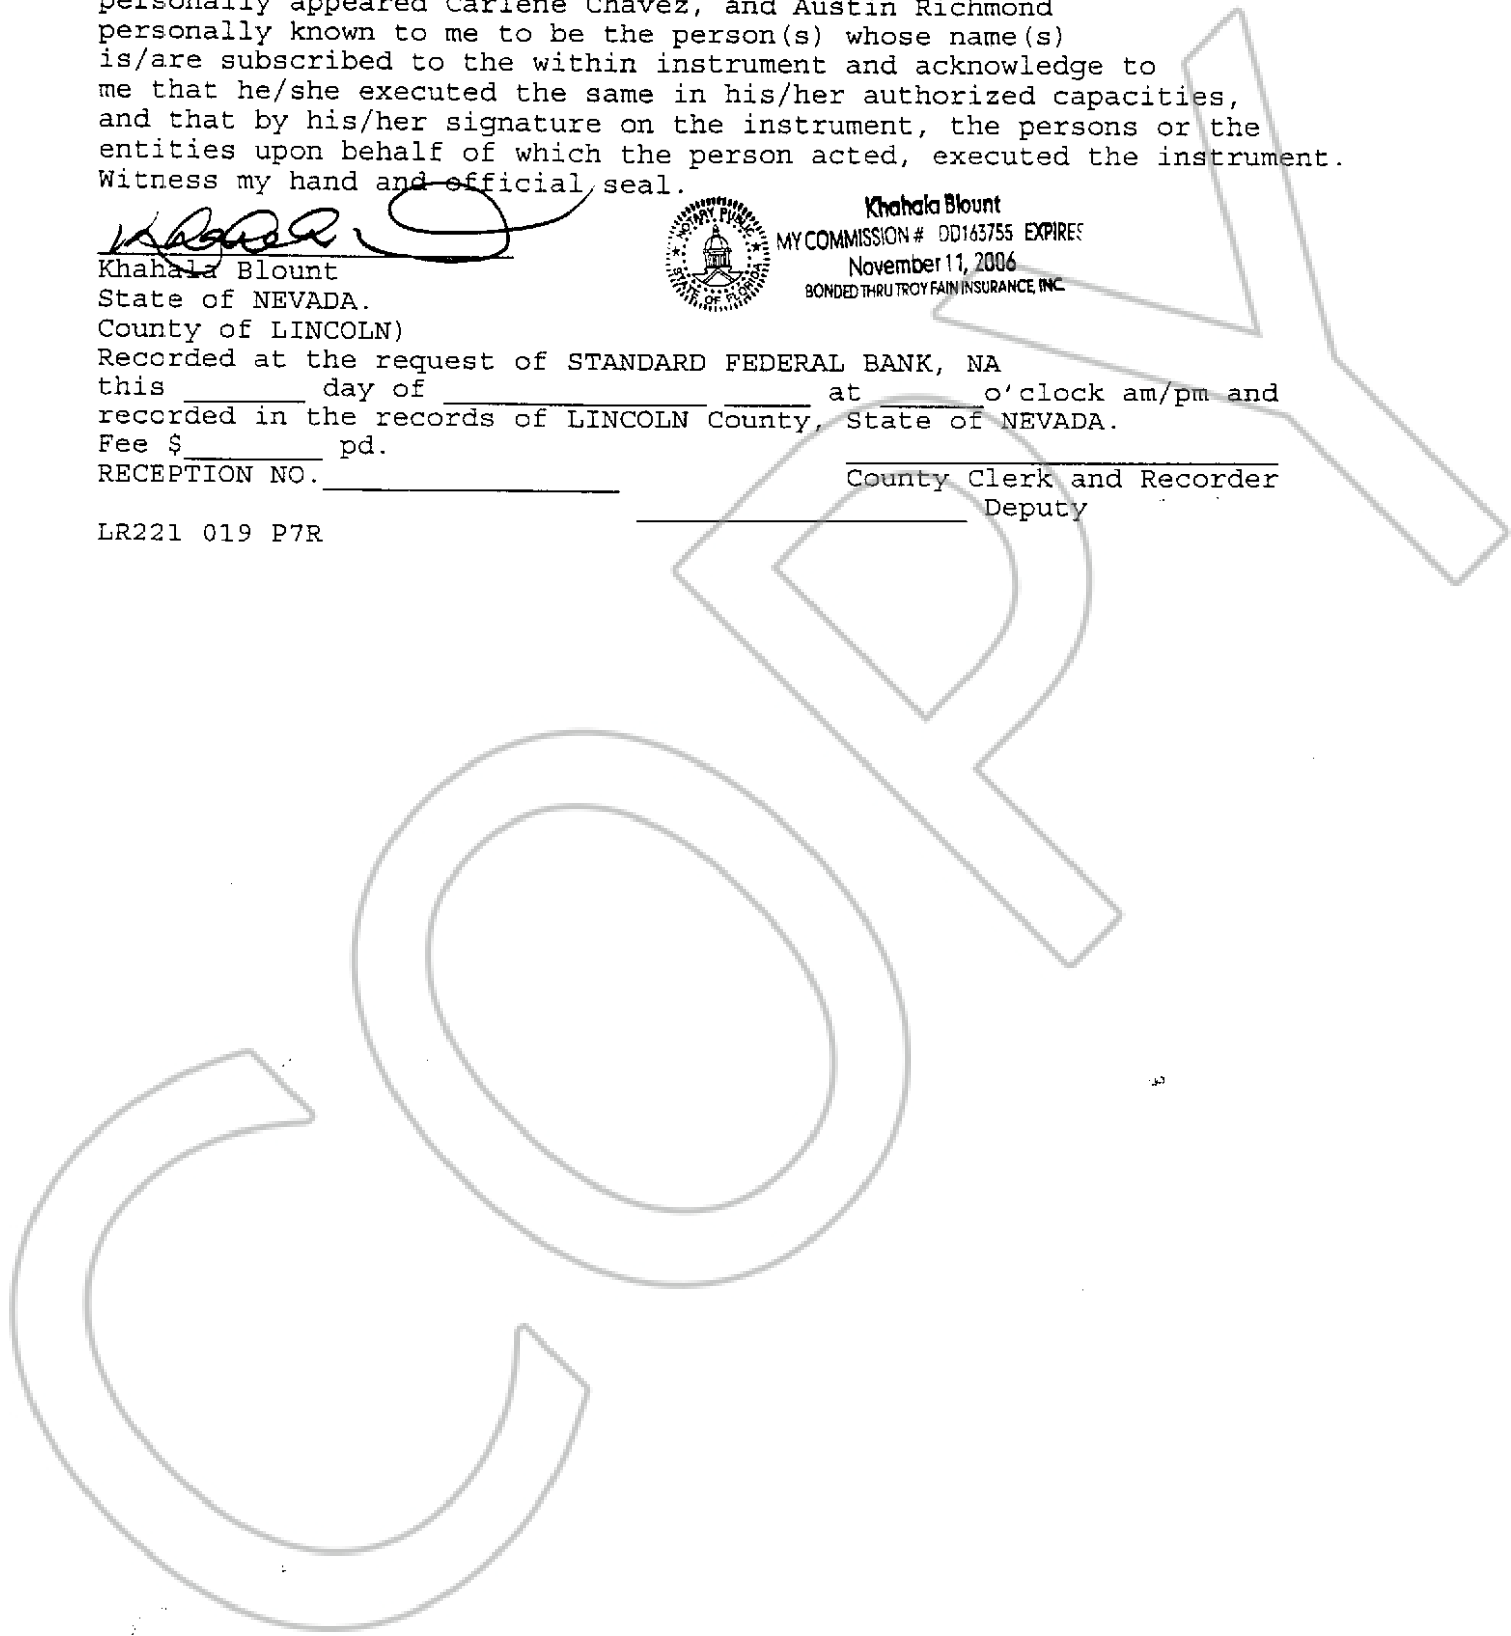 personally appeared Carlene Chavez, and Austin Richmond
personally known to me to be the person(s) whose name(s)
is/are subscribed to the within instrument and acknowledge to
me that he/she executed the same in his/her authorized capacities,
and that by his/her signature on the instrument, the persons or the
entities upon behalf of which the person acted, executed the instrument.
Witness my hand and official seal.
NOTARY PUBLIC
STATE OF FLORIDA
Khahala Blount
MY COMMISSION # DD163755 EXPIRES
November 11, 2006
BONDED THRU TROY FAIN INSURANCE, INC.
Khahala Blount
State of NEVADA.
County of LINCOLN)
Recorded at the request of STANDARD FEDERAL BANK, NA
this _______ day of _______________ _____ at ______o'clock am/pm and
recorded in the records of LINCOLN County, State of NEVADA.
Fee $________ pd.
RECEPTION NO._________________
County Clerk and Recorder
___________________ Deputy
LR221 019 P7R
COPY